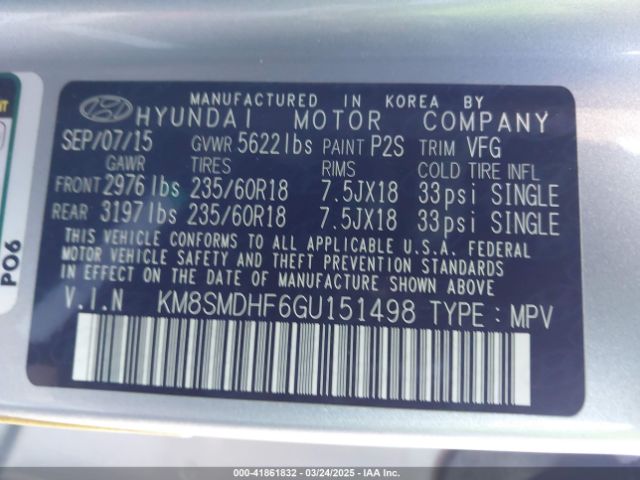 MANUFACTURED IN KOREA BY
HYUNDAI MOTOR COMPANY
SEP/07/15 GVWR 5622lbs PAINT P2S TRIM VFG
GAWR TIRES RIMS COLD TIRE INFL
FRONT 2976lbs 235/60R18 7.5JX18 33psi SINGLE
REAR 3197lbs 235/60R18 7.5JX18 33psi SINGLE
THIS VEHICLE CONFORMS TO ALL APPLICABLE U.S.A. FEDERAL
MOTOR VEHICLE SAFETY AND THEFT PREVENTION STANDARDS
IN EFFECT ON THE DATE OF MANUFACTURE SHOWN ABOVE.
V.I.N KM8SMDHF6GU151498 TYPE : MPV
PO6
000-41861832 - 03/24/2025 - IAA Inc.